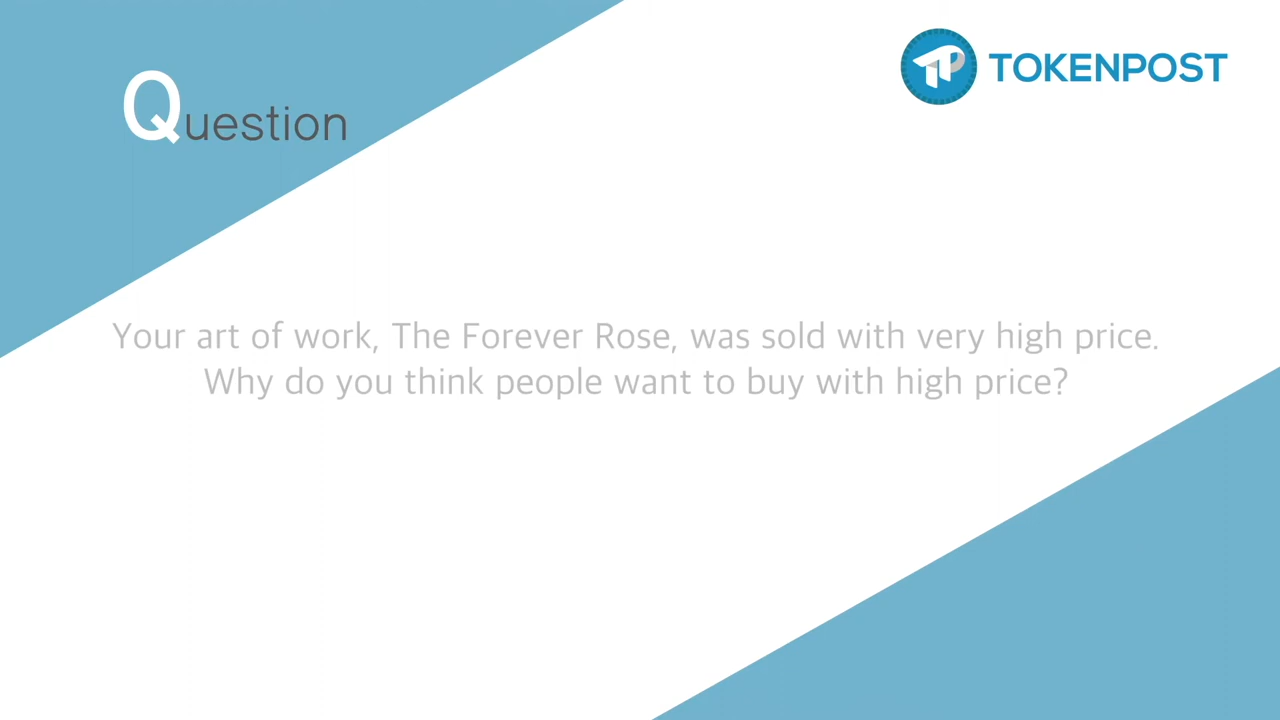 Question
TOKENPOST
Your art of work, The Forever Rose, was sold with very high price.
Why do you think people want to buy with high price?